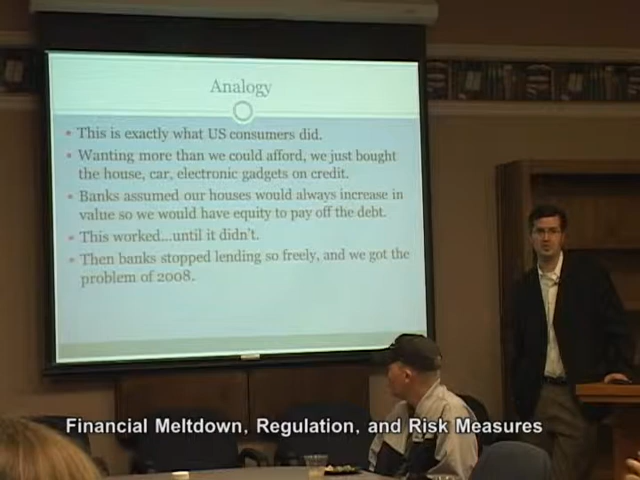 Analogy
This is exactly what US consumers did.
Wanting more than we could afford, we just bought
the house, car, electronic gadgets on credit.
Banks assumed our houses would always increase in
value so we would have equity to pay off the debt.
This worked...until it didn't.
Then banks stopped lending so freely, and we got the
problem of 2008.
Financial Meltdown, Regulation, and Risk Measures